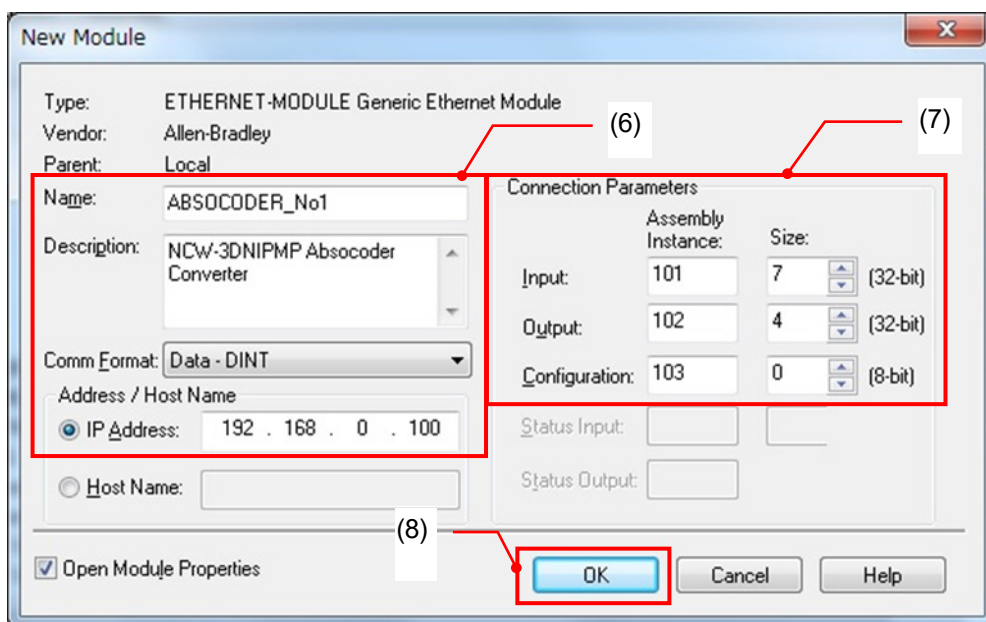 New Module
Type: ETHERNET-MODULE Generic Ethernet Module
Vendor: Allen-Bradley
Parent: Local
(6)
(7)
Name: ABSOCODER_No1
Description: NCW-3DNIPMP Absocoder
Converter
Comm Format: Data - DINT
Address / Host Name
IP Address: 192 . 168 . 0 . 100
Host Name:
Connection Parameters
Assembly
Instance: Size:
Input: 101 7 (32-bit)
Output: 102 4 (32-bit)
Configuration: 103 0 (8-bit)
Status Input:
Status Output:
(8)
Open Module Properties
OK Cancel Help